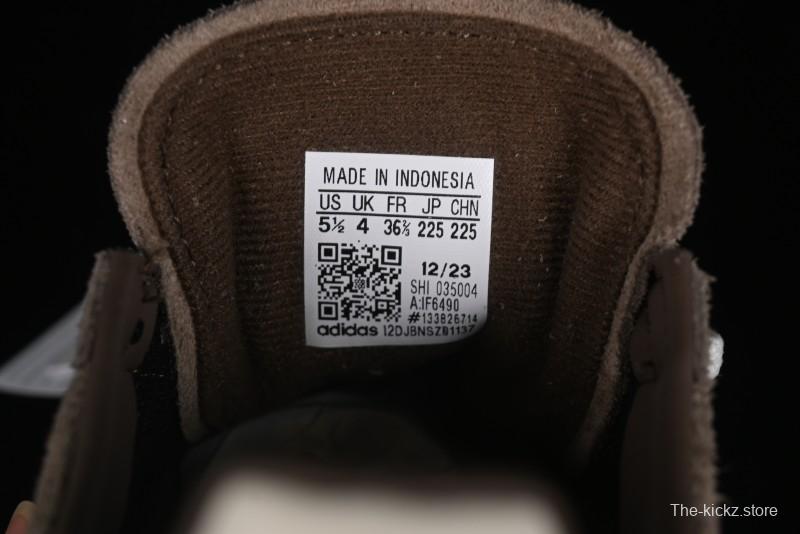 MADE IN INDONESIA
US UK FR JP CHN
5½ 4 36⅔ 225 225
12/23
SHI 035004
A:IF6490
#133826714
adidas 12DJBNSZB1137
The-kickz.store